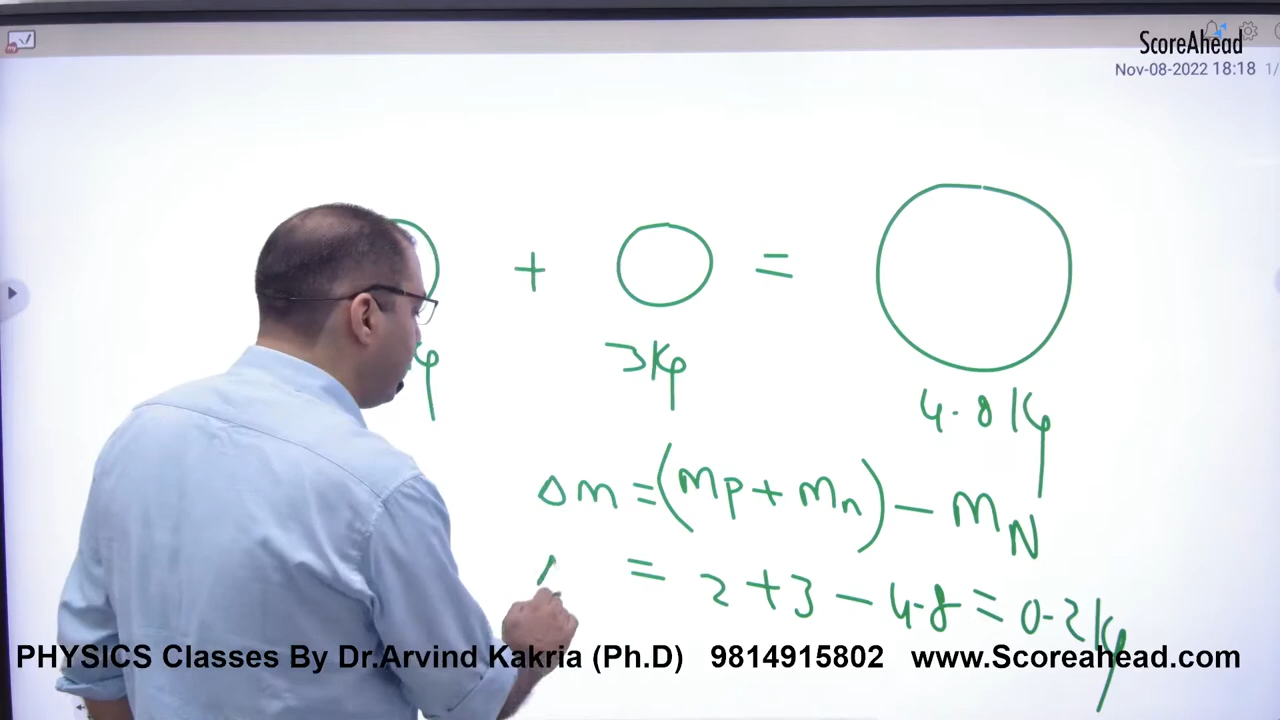 ScoreAhead
Nov-08-2022 18:18 1/
+ =
3Kg
4.8Kg
Δm = (mp + mn) - mN
= 2 + 3 - 4.8 = 0.2Kg
PHYSICS Classes By Dr.Arvind Kakria (Ph.D) 9814915802 www.Scoreahead.com